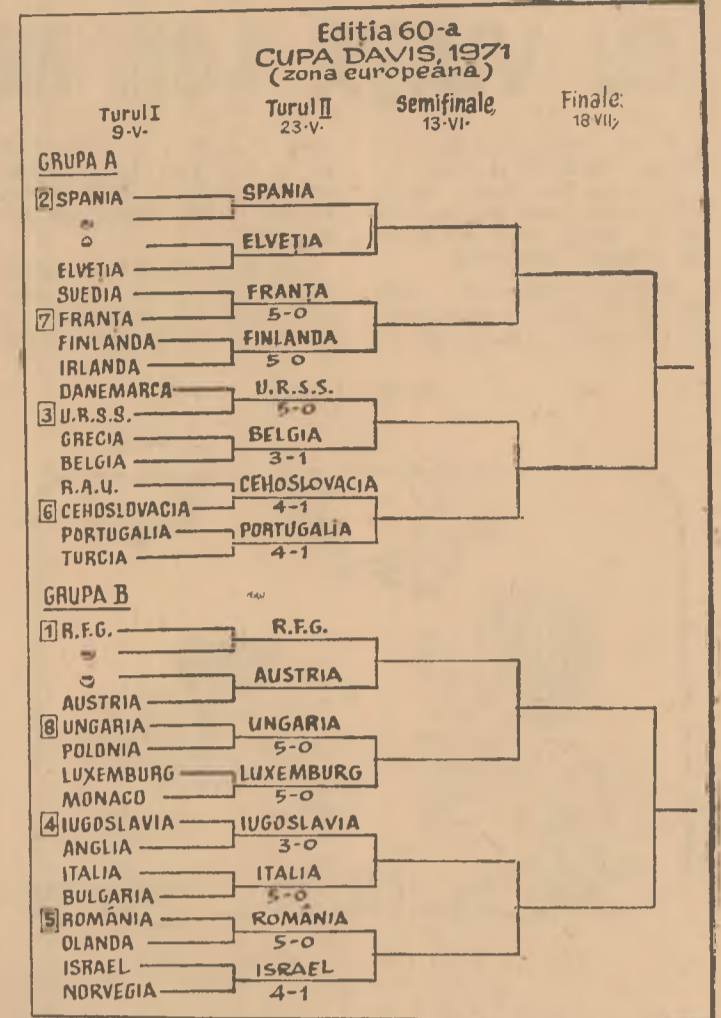 Ediția 60-a
CUPA DAVIS, 1971
(zona europeană)
Turul I
9-V-
Turul II
23-V-
Semifinale,
13-VI-
Finale:
18 VII;
GRUPA A
2 SPANIA
ELVEȚIA
SUEDIA
7 FRANȚA
FINLANDA
IRLANDA
DANEMARCA
3 U.R.S.S.
GRECIA
BELGIA
R.A.U.
6 CEHOSLOVACIA
PORTUGALIA
TURCIA
SPANIA
ELVEȚIA
FRANȚA
5-0
FINLANDA
5 0
U.R.S.S.
5-0
BELGIA
3-1
CEHOSLOVACIA
4-1
PORTUGALIA
4-1
GRUPA B
1 R.F.G.
AUSTRIA
8 UNGARIA
POLONIA
LUXEMBURG
MONACO
4 IUGOSLAVIA
ANGLIA
ITALIA
BULGARIA
5 ROMÂNIA
OLANDA
ISRAEL
NORVEGIA
R.F.G.
AUSTRIA
UNGARIA
5-0
LUXEMBURG
5-0
IUGOSLAVIA
3-0
ITALIA
5-0
ROMÂNIA
5-0
ISRAEL
4-1